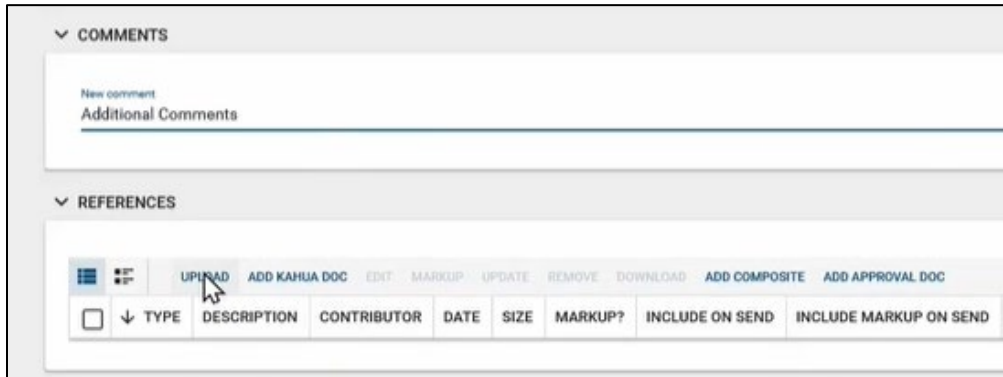 COMMENTS
New comment
Additional Comments
REFERENCES
UPLOAD ADD KAHUA DOC EDIT MARKUP UPDATE REMOVE DOWNLOAD ADD COMPOSITE ADD APPROVAL DOC
TYPE DESCRIPTION CONTRIBUTOR DATE SIZE MARKUP? INCLUDE ON SEND INCLUDE MARKUP ON SEND